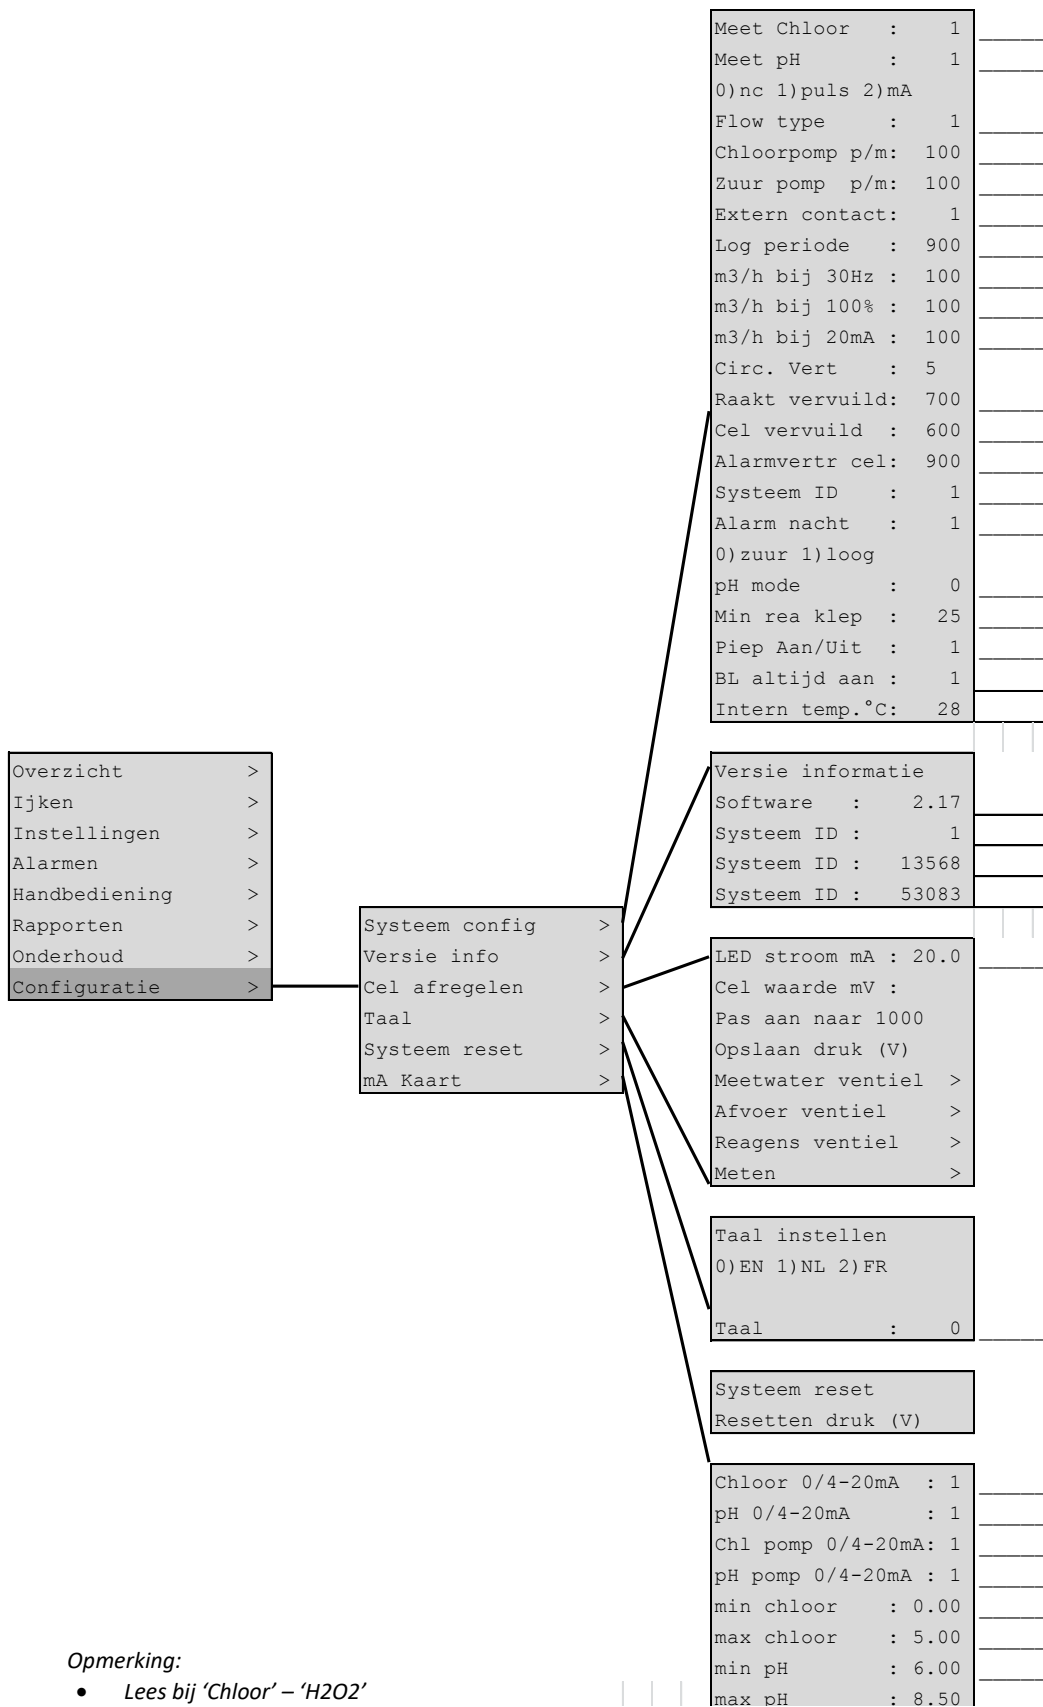 Meet Chloor   :    1
Meet pH       :    1
0)nc 1)puls 2)mA
Flow type     :    1
Chloorpomp p/m:  100
Zuur pomp  p/m:  100
Extern contact:    1
Log periode   :  900
m3/h bij 30Hz :  100
m3/h bij 100% :  100
m3/h bij 20mA :  100
Circ. Vert    :  5
Raakt vervuild:  700
Cel vervuild  :  600
Alarmvertr cel:  900
Systeem ID    :    1
Alarm nacht   :    1
0)zuur 1)loog
pH mode       :    0
Min rea klep  :   25
Piep Aan/Uit  :    1
BL altijd aan :    1
Intern temp.°C:   28
Overzicht >
Ijken >
Instellingen >
Alarmen >
Handbediening >
Rapporten >
Onderhoud >
Configuratie >
Systeem config >
Versie info >
Cel afregelen >
Taal >
Systeem reset >
mA Kaart >
Versie informatie
Software   :    2.17
Systeem ID :       1
Systeem ID :   13568
Systeem ID :   53083
LED stroom mA : 20.0
Cel waarde mV :
Pas aan naar 1000
Opslaan druk (V)
Meetwater ventiel >
Afvoer ventiel >
Reagens ventiel >
Meten >
Taal instellen
0)EN 1)NL 2)FR
Taal          :    0
Systeem reset
Resetten druk (V)
Chloor 0/4-20mA  : 1
pH 0/4-20mA      : 1
Chl pomp 0/4-20mA: 1
pH pomp 0/4-20mA : 1
min chloor    : 0.00
max chloor    : 5.00
min pH        : 6.00
max pH        : 8.50
Opmerking:
• Lees bij ‘Chloor’ – ‘H2O2’